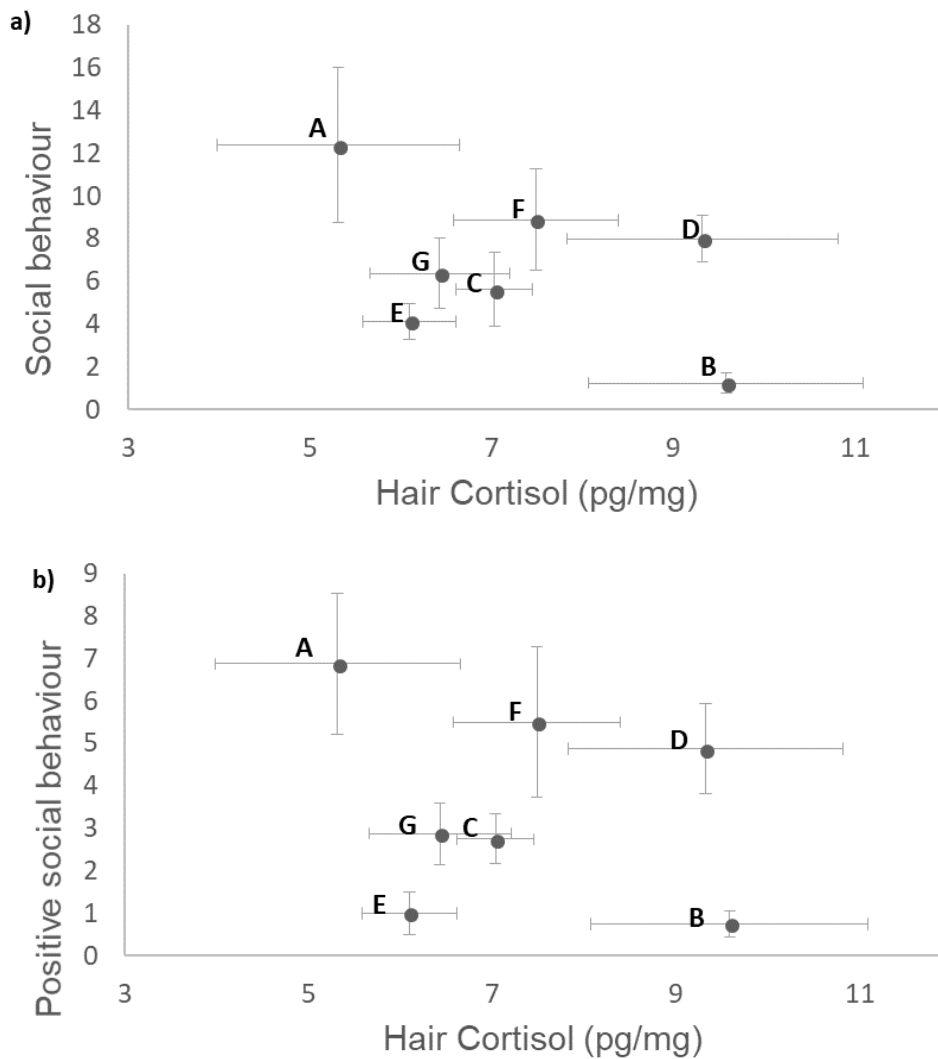 a)
Social behaviour
18
16
14
12
10
8
6
4
2
0
A
F
D
G
C
E
B
3 5 7 9 11
Hair Cortisol (pg/mg)
b)
Positive social behaviour
9
8
7
6
5
4
3
2
1
0
A
F
D
G
C
E
B
3 5 7 9 11
Hair Cortisol (pg/mg)